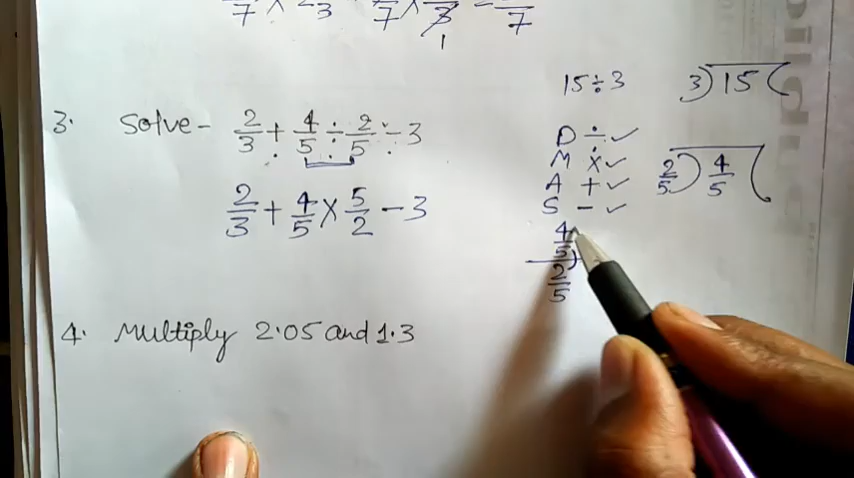 3. Solve - 2/3 + 4/5 ÷ 2/5 - 3
2/3 + 4/5 × 5/2 - 3
4. Multiply 2.05 and 1.3
15÷3
3)15(
D ÷ ✓
M × ✓
A + ✓
S - ✓
2/5) 4/5 (
4/5
2/5